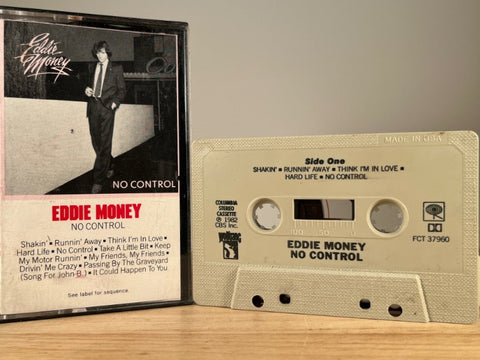 Eddie
Money
NO CONTROL
EDDIE MONEY
NO CONTROL
Shakin' ▪ Runnin' Away ▪ Think I'm In Love ▪
Hard Life ▪ No Control ▪ Take A Little Bit ▪ Keep
My Motor Runnin' ▪ My Friends, My Friends ▪
Drivin' Me Crazy ▪ Passing By The Graveyard
(Song For John B.) ▪ It Could Happen To You
See label for sequence.
MADE IN U.S.A.
Side One
SHAKIN' ▪ RUNNIN' AWAY ▪ THINK I'M IN LOVE ▪
HARD LIFE ▪ NO CONTROL
COLUMBIA
STEREO
CASSETTE
℗ 1982
CBS Inc.
100 50
FCT 37960
EDDIE MONEY
NO CONTROL